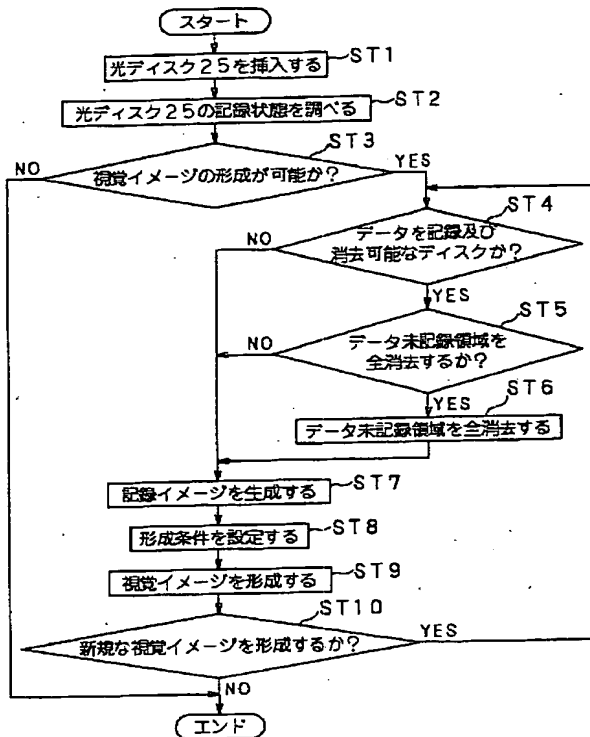 スタート
光ディスク25を挿入する
ST1
光ディスク25の記録状態を調べる
ST2
ST3
NO
視覚イメージの形成が可能か?
YES
ST4
データを記録及び
消去可能なディスクか?
NO
YES
ST5
データ未記録領域を
全消去するか?
NO
YES
ST6
データ未記録領域を全消去する
記録イメージを生成する
ST7
形成条件を設定する
ST8
視覚イメージを形成する
ST9
ST10
新規な視覚イメージを形成するか?
YES
NO
エンド